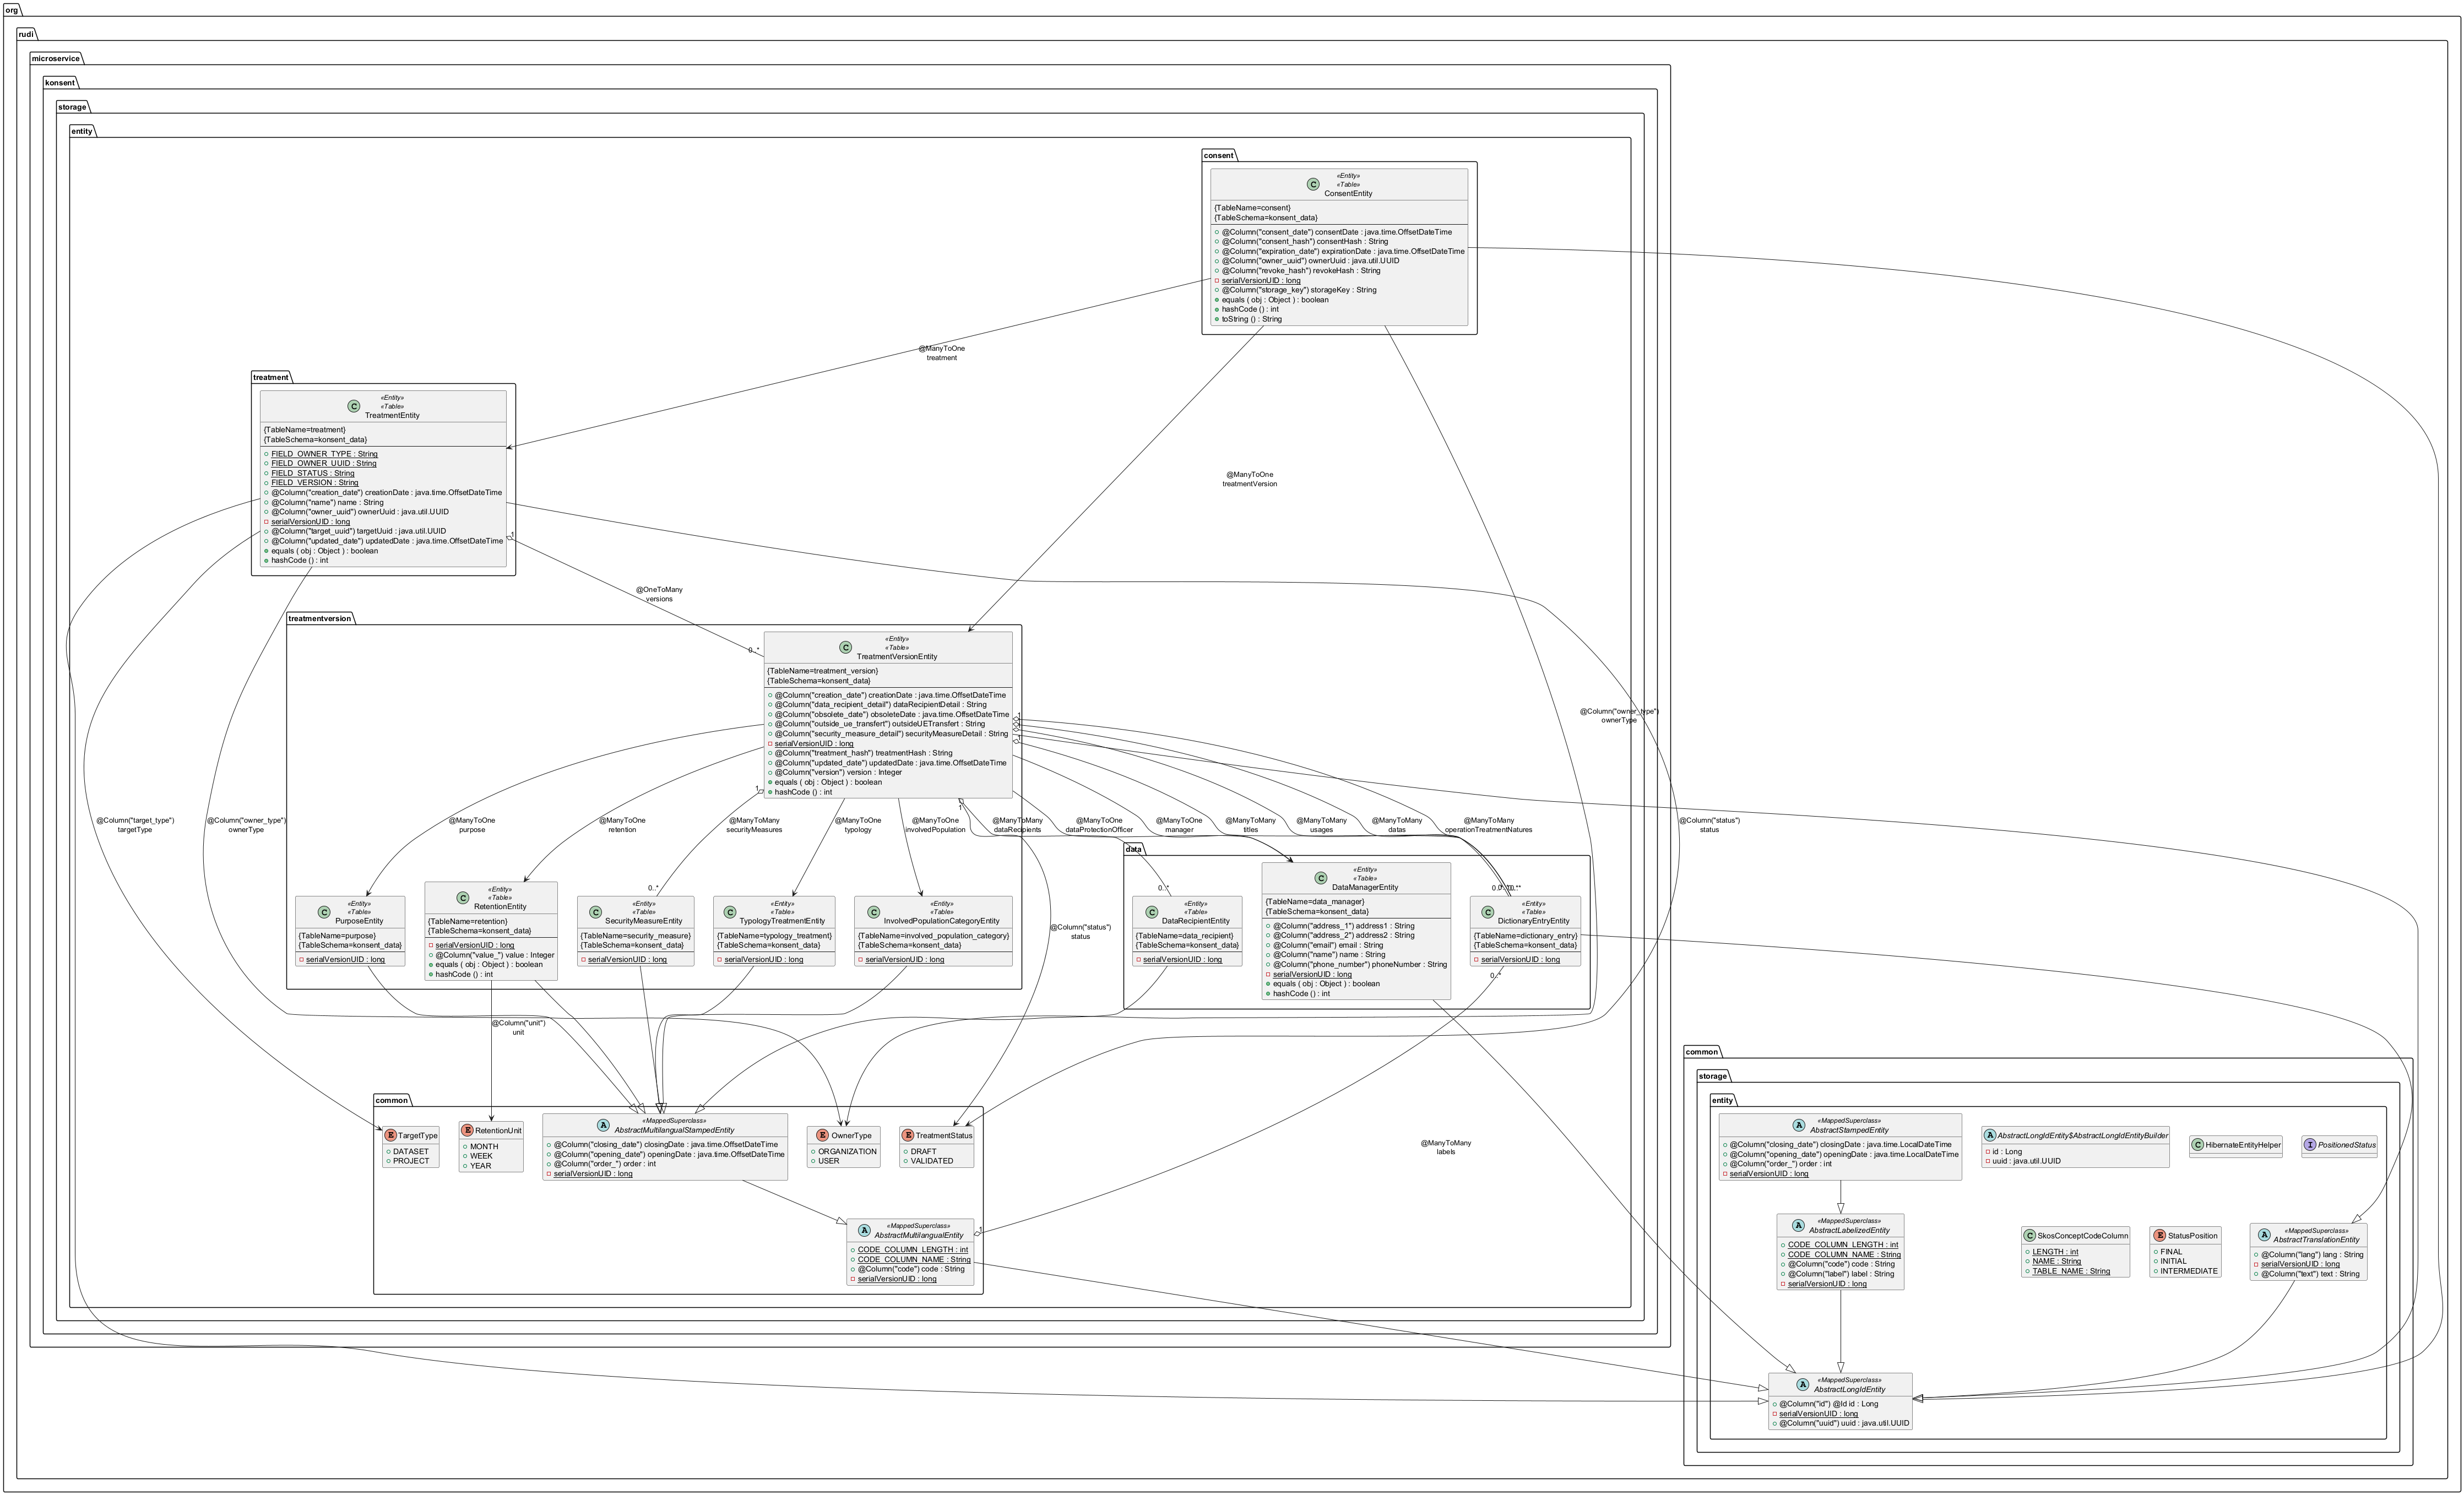 org
rudi
microservice
konsent
storage
entity
consent
«Entity»
«Table»
ConsentEntity
{TableName=consent}
{TableSchema=konsent_data}
@Column("consent_date") consentDate : java.time.OffsetDateTime
@Column("consent_hash") consentHash : String
@Column("expiration_date") expirationDate : java.time.OffsetDateTime
@Column("owner_uuid") ownerUuid : java.util.UUID
@Column("revoke_hash") revokeHash : String
serialVersionUID : long
@Column("storage_key") storageKey : String
equals ( obj : Object ) : boolean
hashCode () : int
toString () : String
@ManyToOne
treatment
treatment
«Entity»
«Table»
TreatmentEntity
{TableName=treatment}
{TableSchema=konsent_data}
FIELD_OWNER_TYPE : String
FIELD_OWNER_UUID : String
FIELD_STATUS : String
FIELD_VERSION : String
@Column("creation_date") creationDate : java.time.OffsetDateTime
@Column("name") name : String
@Column("owner_uuid") ownerUuid : java.util.UUID
serialVersionUID : long
@Column("target_uuid") targetUuid : java.util.UUID
@Column("updated_date") updatedDate : java.time.OffsetDateTime
equals ( obj : Object ) : boolean
hashCode () : int
1
@ManyToOne
treatmentVersion
@OneToMany
versions
treatmentversion
0..*
«Entity»
«Table»
TreatmentVersionEntity
{TableName=treatment_version}
{TableSchema=konsent_data}
@Column("creation_date") creationDate : java.time.OffsetDateTime
@Column("data_recipient_detail") dataRecipientDetail : String
@Column("obsolete_date") obsoleteDate : java.time.OffsetDateTime
@Column("outside_ue_transfert") outsideUETransfert : String
@Column("security_measure_detail") securityMeasureDetail : String
serialVersionUID : long
@Column("treatment_hash") treatmentHash : String
@Column("updated_date") updatedDate : java.time.OffsetDateTime
@Column("version") version : Integer
equals ( obj : Object ) : boolean
hashCode () : int
1
1
1
1
@Column("owner_type")
ownerType
@Column("target_type")
targetType
@Column("owner_type")
ownerType
@ManyToOne
purpose
@ManyToOne
retention
@ManyToMany
securityMeasures
@ManyToOne
typology
@ManyToOne
involvedPopulation
@ManyToMany
dataRecipients
@ManyToOne
dataProtectionOfficer
@ManyToOne
manager
@ManyToMany
titles
@ManyToMany
usages
@ManyToMany
datas
@ManyToMany
operationTreatmentNatures
@Column("status")
status
data
«Entity»
«Table»
PurposeEntity
{TableName=purpose}
{TableSchema=konsent_data}
serialVersionUID : long
«Entity»
«Table»
RetentionEntity
{TableName=retention}
{TableSchema=konsent_data}
serialVersionUID : long
@Column("value_") value : Integer
equals ( obj : Object ) : boolean
hashCode () : int
0..*
«Entity»
«Table»
SecurityMeasureEntity
{TableName=security_measure}
{TableSchema=konsent_data}
serialVersionUID : long
«Entity»
«Table»
TypologyTreatmentEntity
{TableName=typology_treatment}
{TableSchema=konsent_data}
serialVersionUID : long
«Entity»
«Table»
InvolvedPopulationCategoryEntity
{TableName=involved_population_category}
{TableSchema=konsent_data}
serialVersionUID : long
@Column("status")
status
0..*
«Entity»
«Table»
DataRecipientEntity
{TableName=data_recipient}
{TableSchema=konsent_data}
serialVersionUID : long
«Entity»
«Table»
DataManagerEntity
{TableName=data_manager}
{TableSchema=konsent_data}
@Column("address_1") address1 : String
@Column("address_2") address2 : String
@Column("email") email : String
@Column("name") name : String
@Column("phone_number") phoneNumber : String
serialVersionUID : long
equals ( obj : Object ) : boolean
hashCode () : int
«Entity»
«Table»
DictionaryEntryEntity
{TableName=dictionary_entry}
{TableSchema=konsent_data}
serialVersionUID : long
0..*
@Column("unit")
unit
common
TargetType
DATASET
PROJECT
RetentionUnit
MONTH
WEEK
YEAR
«MappedSuperclass»
AbstractMultilangualStampedEntity
@Column("closing_date") closingDate : java.time.OffsetDateTime
@Column("opening_date") openingDate : java.time.OffsetDateTime
@Column("order_") order : int
serialVersionUID : long
OwnerType
ORGANIZATION
USER
TreatmentStatus
DRAFT
VALIDATED
@ManyToMany
labels
«MappedSuperclass»
AbstractMultilangualEntity
CODE_COLUMN_LENGTH : int
CODE_COLUMN_NAME : String
@Column("code") code : String
serialVersionUID : long
1
common
storage
entity
«MappedSuperclass»
AbstractStampedEntity
@Column("closing_date") closingDate : java.time.LocalDateTime
@Column("opening_date") openingDate : java.time.LocalDateTime
@Column("order_") order : int
serialVersionUID : long
AbstractLongIdEntity$AbstractLongIdEntityBuilder
id : Long
uuid : java.util.UUID
HibernateEntityHelper
PositionedStatus
«MappedSuperclass»
AbstractLabelizedEntity
CODE_COLUMN_LENGTH : int
CODE_COLUMN_NAME : String
@Column("code") code : String
@Column("label") label : String
serialVersionUID : long
SkosConceptCodeColumn
LENGTH : int
NAME : String
TABLE_NAME : String
StatusPosition
FINAL
INITIAL
INTERMEDIATE
«MappedSuperclass»
AbstractTranslationEntity
@Column("lang") lang : String
serialVersionUID : long
@Column("text") text : String
«MappedSuperclass»
AbstractLongIdEntity
@Column("id") @Id id : Long
serialVersionUID : long
@Column("uuid") uuid : java.util.UUID